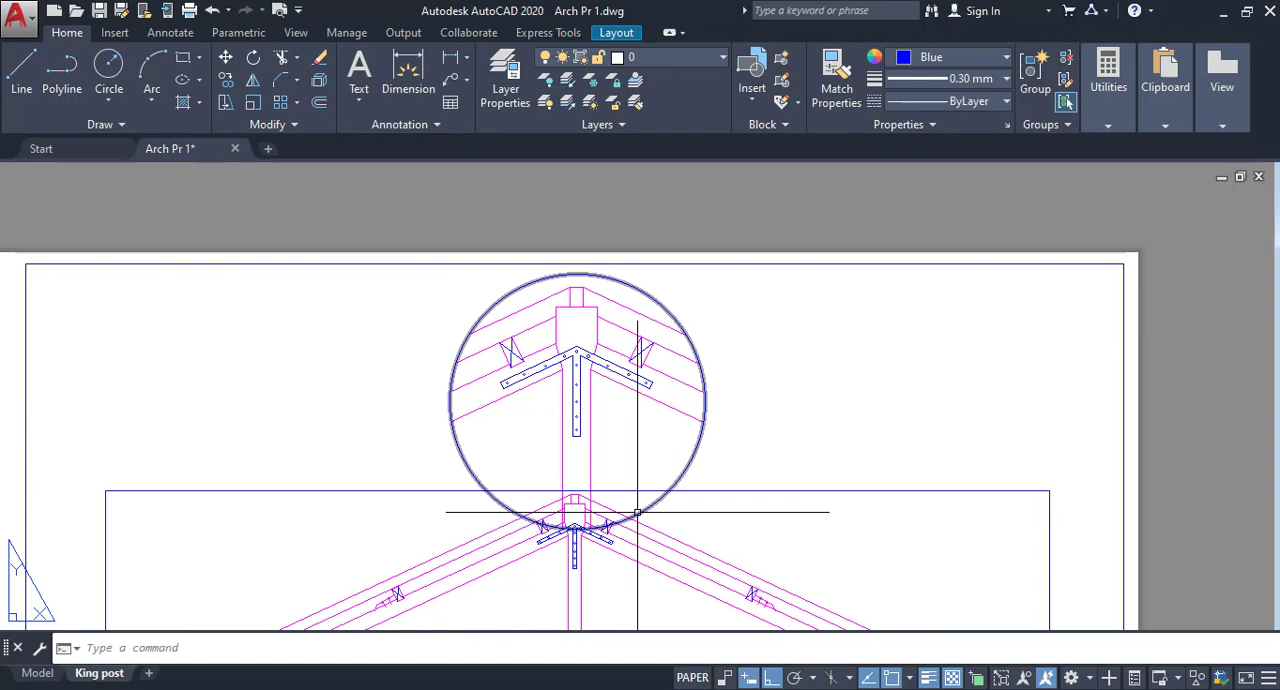 Autodesk AutoCAD 2020 Arch Pr 1.dwg
Type a keyword or phrase
Sign In
Home Insert Annotate Parametric View Manage Output Collaborate Express Tools Layout
Line Polyline Circle Arc
Draw
Modify
Text Dimension
Annotation
Layer Properties
0
Layers
Insert
Block
Match Properties
Blue
0.30 mm
ByLayer
Properties
Group
Groups
Utilities
Clipboard
View
Start Arch Pr 1*
Y
X
Type a command
Model King post
PAPER